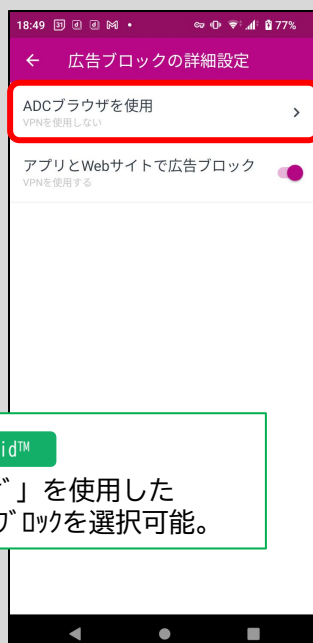 18:49 31 d d M • 77%
広告ブロックの詳細設定
ADCブラウザを使用
VPNを使用しない
アプリとWebサイトで広告ブロック
VPNを使用する
id™
ﾞ」を使用した
ﾌﾞﾛｯｸを選択可能。